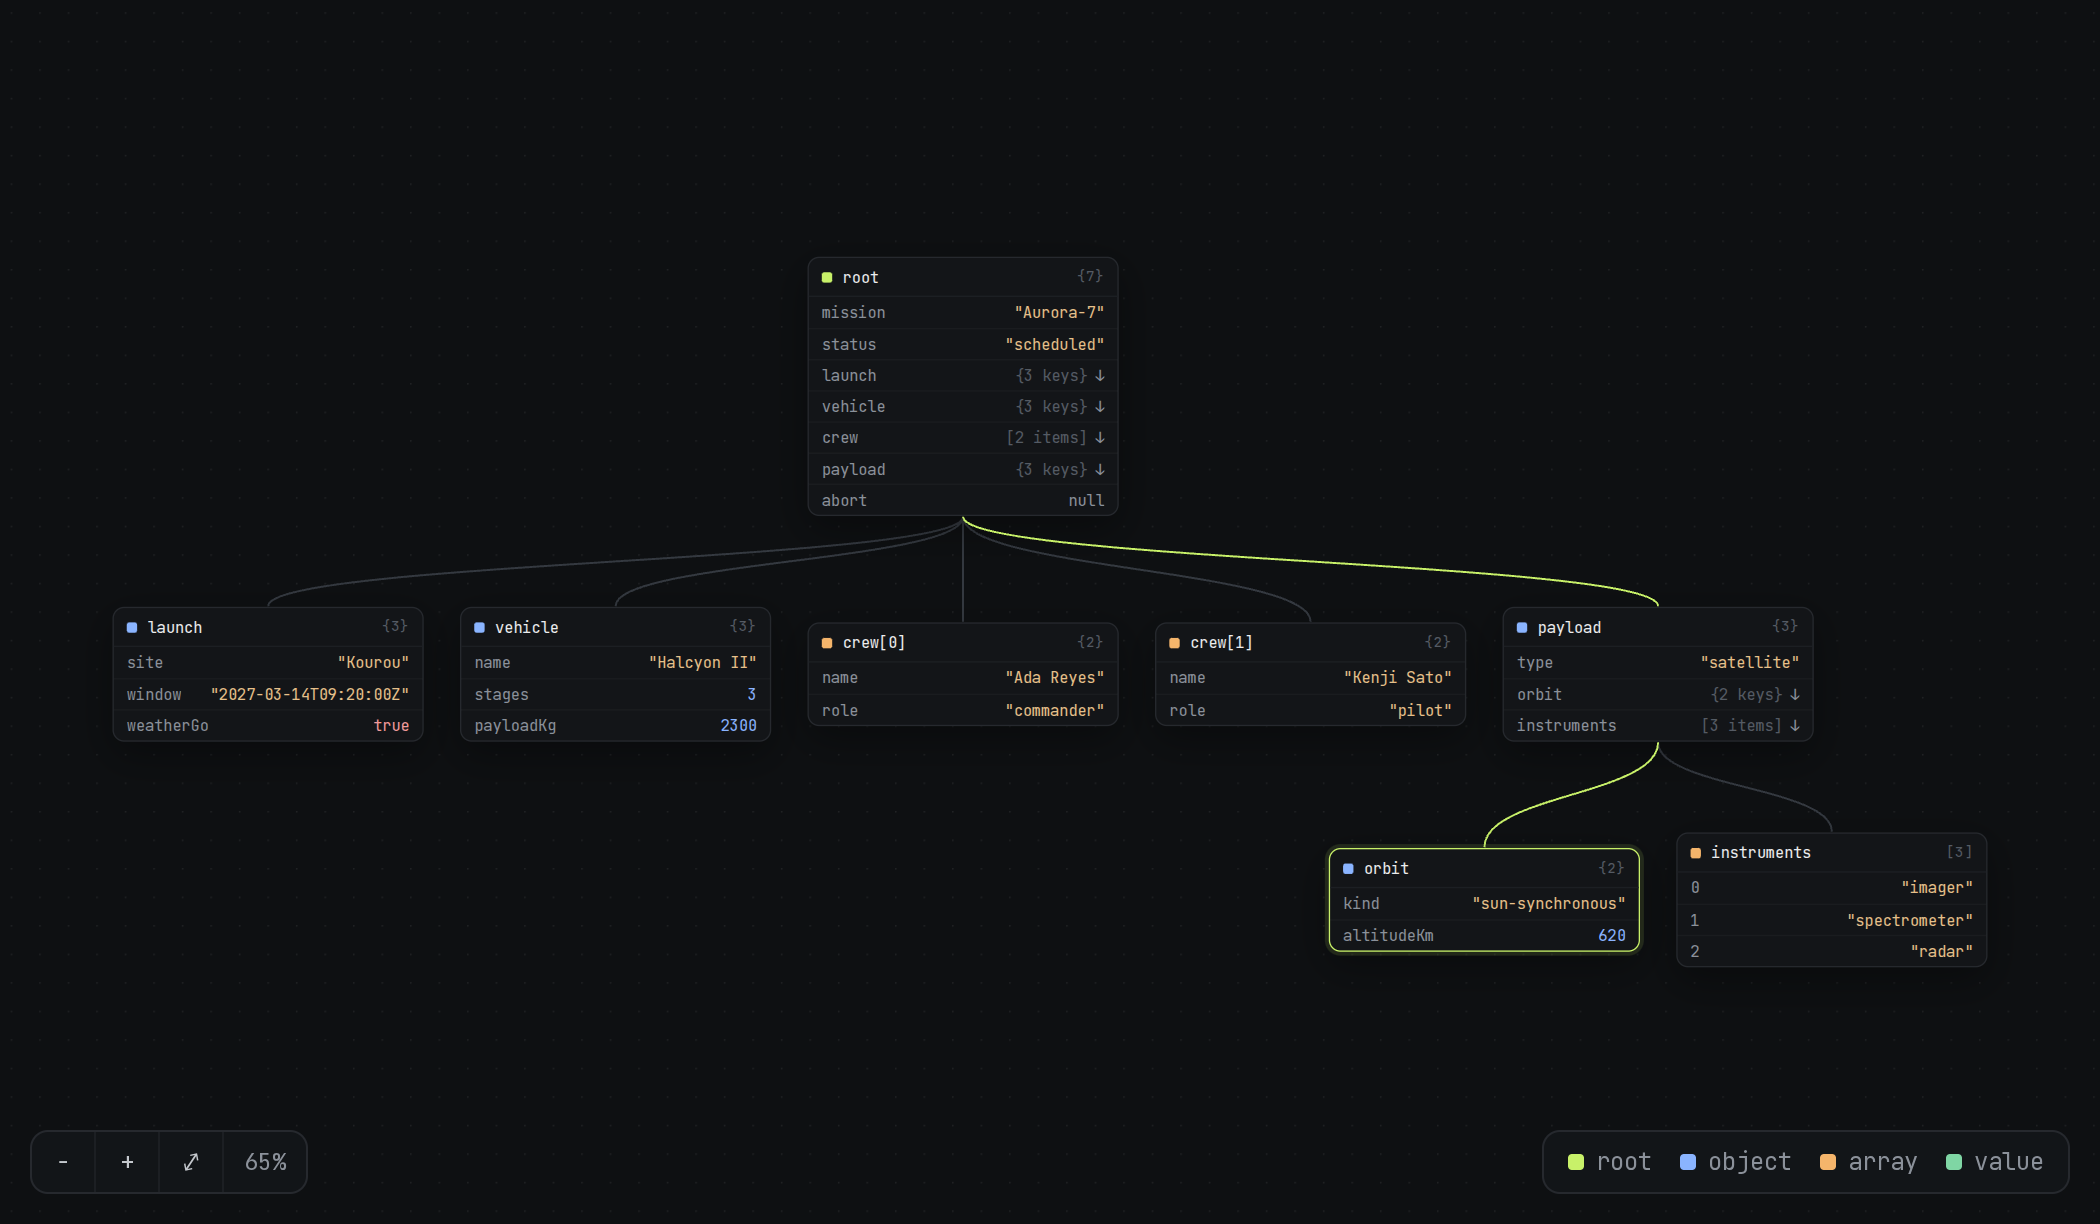 root {7}
mission "Aurora-7"
status "scheduled"
launch {3 keys} ↓
vehicle {3 keys} ↓
crew [2 items] ↓
payload {3 keys} ↓
abort null
launch {3}
site "Kourou"
window "2027-03-14T09:20:00Z"
weatherGo true
vehicle {3}
name "Halcyon II"
stages 3
payloadKg 2300
crew[0] {2}
name "Ada Reyes"
role "commander"
crew[1] {2}
name "Kenji Sato"
role "pilot"
payload {3}
type "satellite"
orbit {2 keys} ↓
instruments [3 items] ↓
orbit {2}
kind "sun-synchronous"
altitudeKm 620
instruments [3]
0 "imager"
1 "spectrometer"
2 "radar"
- + ⤢ 65%
root object array value